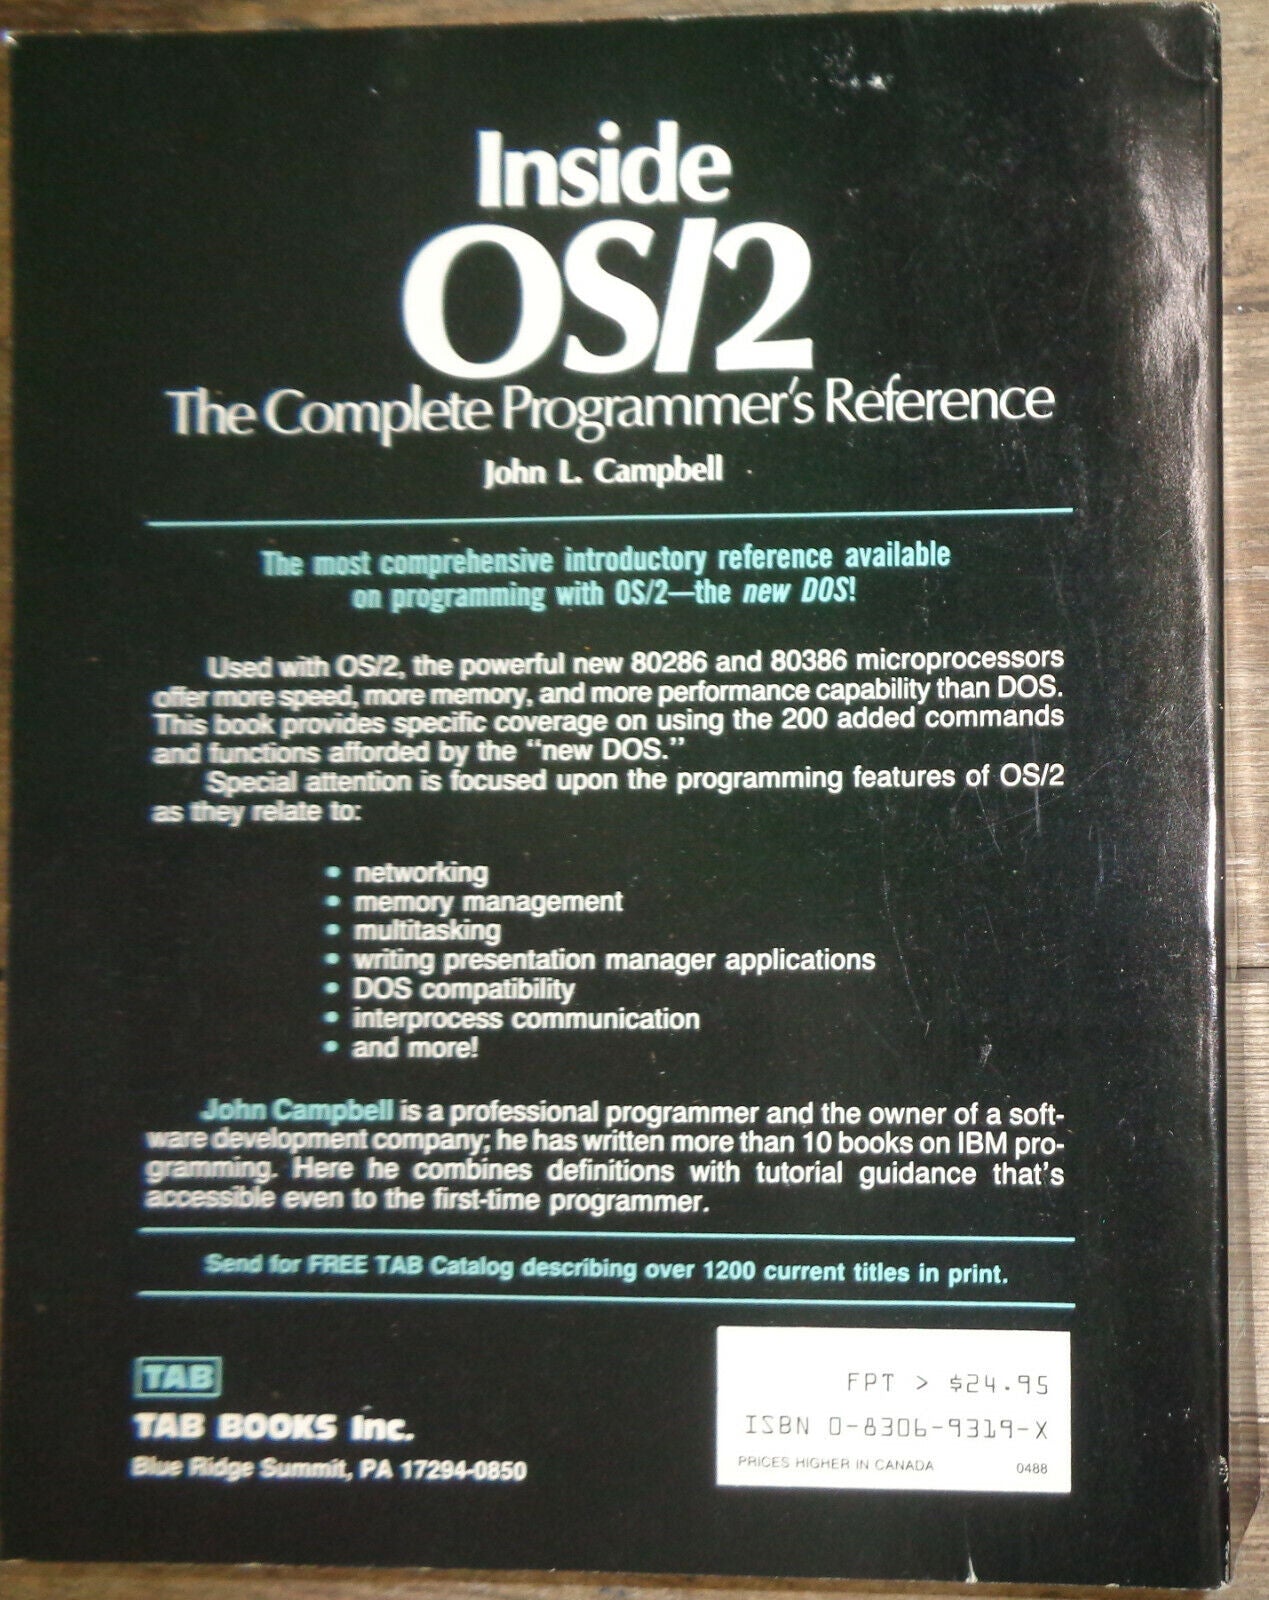 Inside
OS/2
The Complete Programmer's Reference
John L. Campbell
The most comprehensive introductory reference available
on programming with OS/2—the new DOS!
Used with OS/2, the powerful new 80286 and 80386 microprocessors
offer more speed, more memory, and more performance capability than DOS.
This book provides specific coverage on using the 200 added commands
and functions afforded by the "new DOS."
Special attention is focused upon the programming features of OS/2
as they relate to:
• networking
• memory management
• multitasking
• writing presentation manager applications
• DOS compatibility
• interprocess communication
• and more!
John Campbell is a professional programmer and the owner of a soft-
ware development company; he has written more than 10 books on IBM pro-
gramming. Here he combines definitions with tutorial guidance that's
accessible even to the first-time programmer.
Send for FREE TAB Catalog describing over 1200 current titles in print.
TAB
TAB BOOKS Inc.
Blue Ridge Summit, PA 17294-0850
FPT > $24.95
ISBN 0-8306-9319-X
PRICES HIGHER IN CANADA 0488